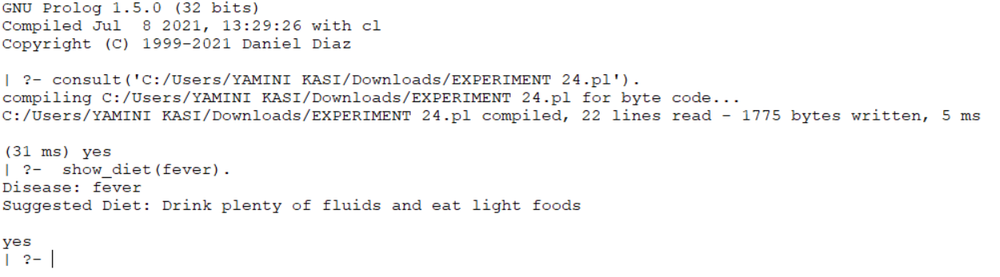 GNU Prolog 1.5.0 (32 bits)
Compiled Jul  8 2021, 13:29:26 with cl
Copyright (C) 1999-2021 Daniel Diaz
| ?- consult('C:/Users/YAMINI KASI/Downloads/EXPERIMENT 24.pl').
compiling C:/Users/YAMINI KASI/Downloads/EXPERIMENT 24.pl for byte code...
C:/Users/YAMINI KASI/Downloads/EXPERIMENT 24.pl compiled, 22 lines read - 1775 bytes written, 5 ms
(31 ms) yes
| ?-  show_diet(fever).
Disease: fever
Suggested Diet: Drink plenty of fluids and eat light foods
yes
| ?-